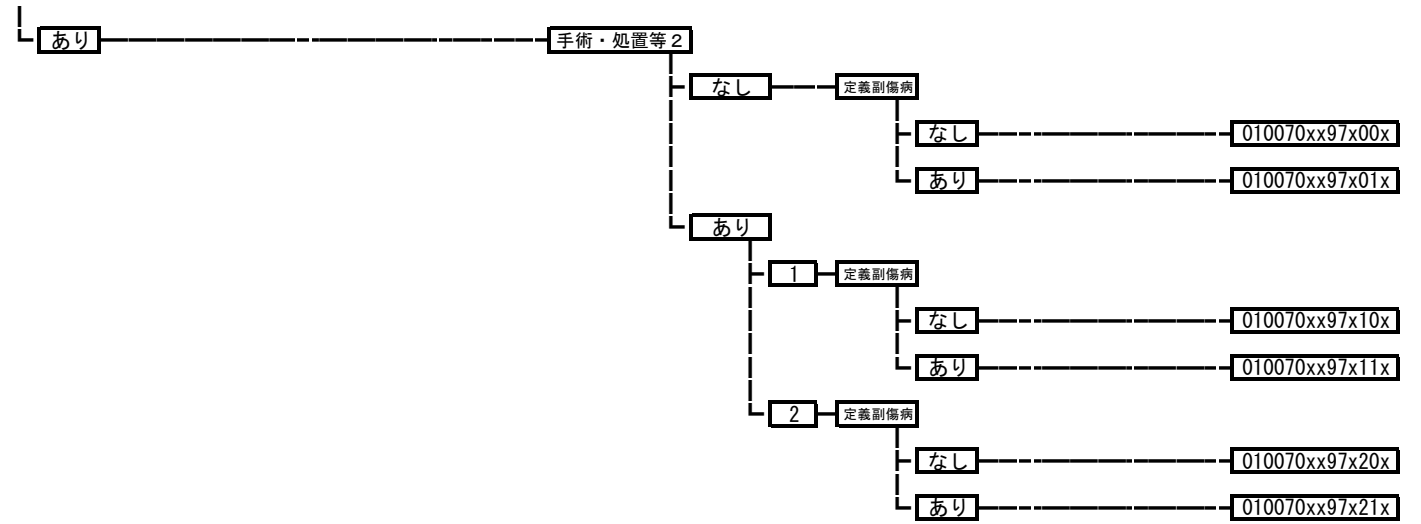 あり 手術・処置等２
なし 定義副傷病
なし 010070xx97x00x
あり 010070xx97x01x
あり
1 定義副傷病
なし 010070xx97x10x
あり 010070xx97x11x
2 定義副傷病
なし 010070xx97x20x
あり 010070xx97x21x